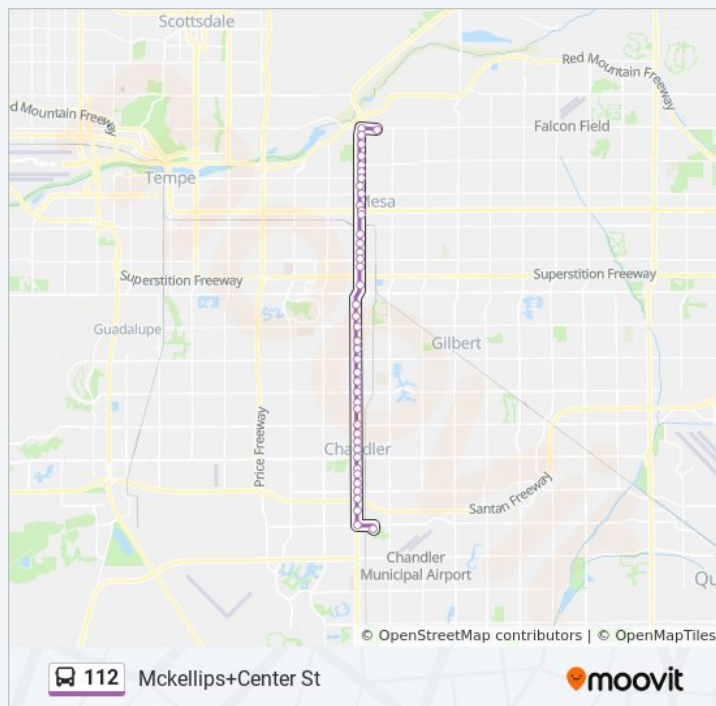 Scottsdale
Red Mountain Freeway
d Mountain Freeway
Falcon Field
Tempe
Mesa
Superstition Freeway
Superstition Freeway
Guadalupe
Gilbert
Price Freeway
Chandler
Santan Freeway
Chandler
Municipal Airport
Qu
© OpenStreetMap contributors | © OpenMapTiles
112 Mckellips+Center St
moovit